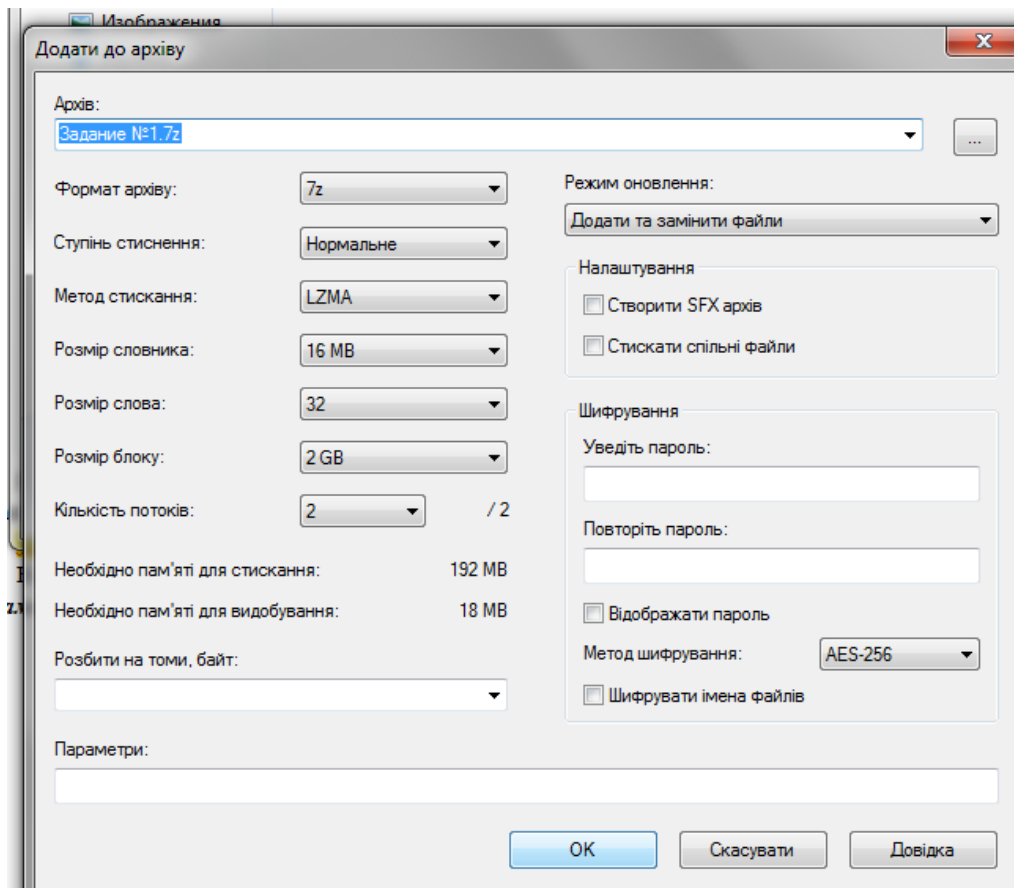 Изображения
Додати до архіву
Архів:
Задание №1.7z
...
Формат архіву:
7z
Ступінь стиснення:
Нормальне
Метод стискання:
LZMA
Розмір словника:
16 MB
Розмір слова:
32
Розмір блоку:
2 GB
Кількість потоків:
2
/ 2
Необхідно пам'яті для стискання:
192 MB
Необхідно пам'яті для видобування:
18 MB
Розбити на томи, байт:
Режим оновлення:
Додати та замінити файли
Налаштування
Створити SFX архів
Стискати спільні файли
Шифрування
Уведіть пароль:
Повторіть пароль:
Відображати пароль
Метод шифрування:
AES-256
Шифрувати імена файлів
Параметри:
OK
Скасувати
Довідка